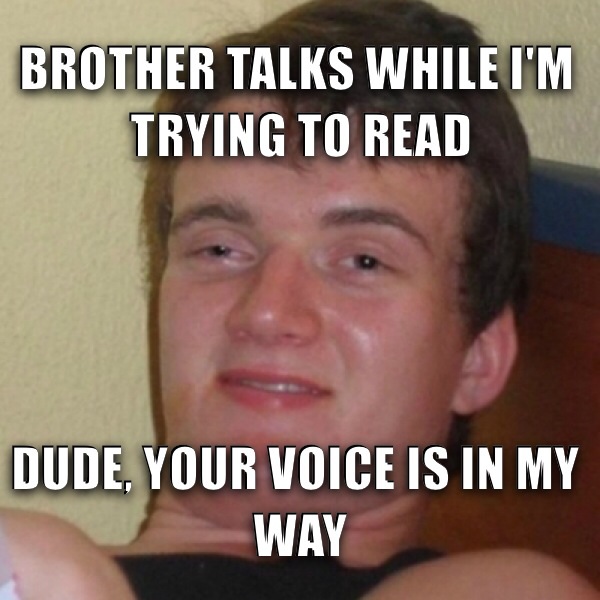 BROTHER TALKS WHILE I'M
TRYING TO READ
DUDE, YOUR VOICE IS IN MY
WAY